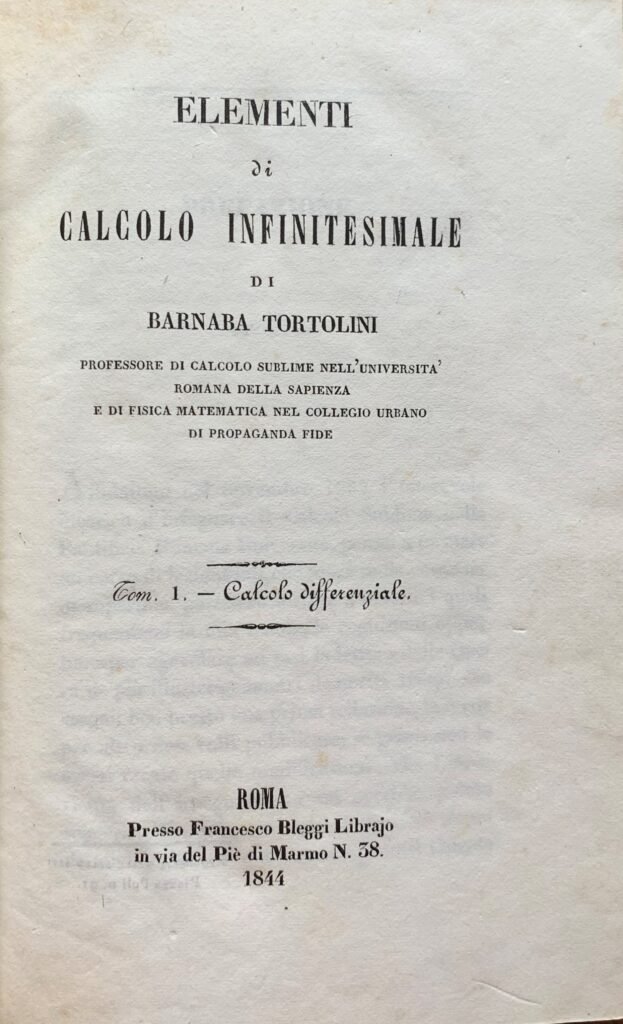 ELEMENTI
di
CALCOLO INFINITESIMALE
DI
BARNABA TORTOLINI
PROFESSORE DI CALCOLO SUBLIME NELL'UNIVERSITA'
ROMANA DELLA SAPIENZA
E DI FISICA MATEMATICA NEL COLLEGIO URBANO
DI PROPAGANDA FIDE
Tom. 1. — Calcolo differenziale.
ROMA
Presso Francesco Bleggi Librajo
in via del Piè di Marmo N. 38.
1844